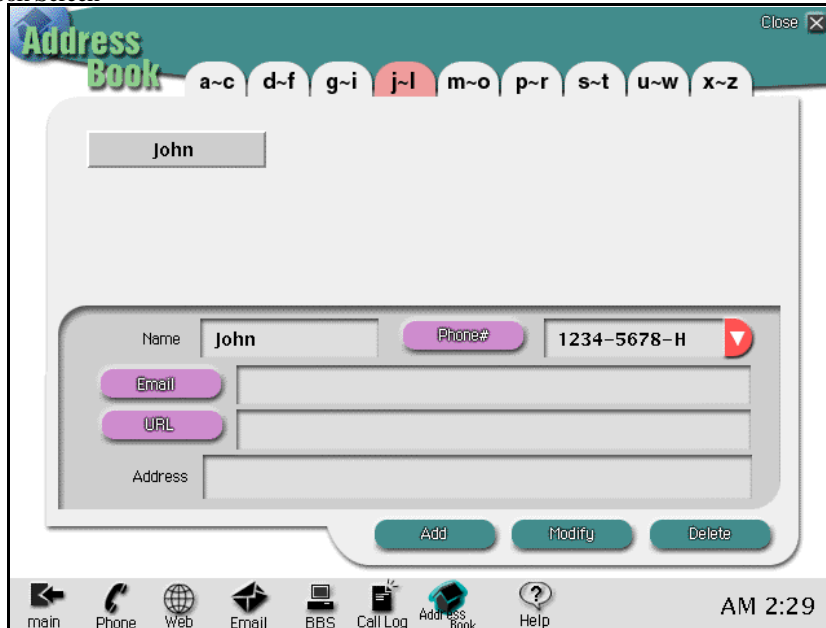 Close
Address
Book
a~c d~f g~i j~l m~o p~r s~t u~w x~z
John
Name John Phone# 1234-5678-H
Email
URL
Address
Add Modify Delete
main Phone Web Email BBS Call Log Address Book Help AM 2:29